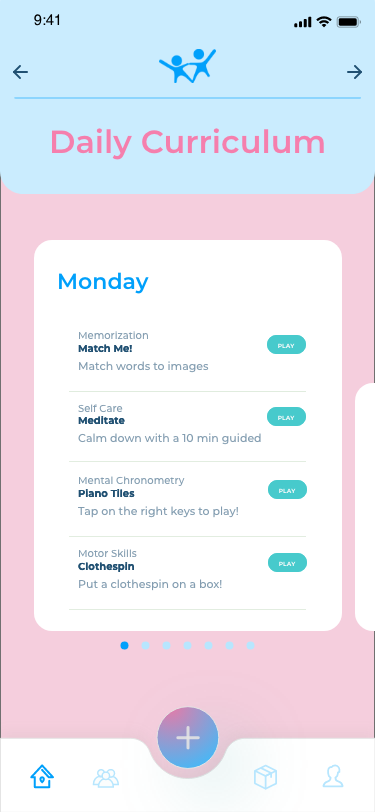 9:41
Daily Curriculum
Monday
Memorization
Match Me!
Match words to images
PLAY
Self Care
Meditate
Calm down with a 10 min guided
PLAY
Mental Chronometry
Piano Tiles
Tap on the right keys to play!
PLAY
Motor Skills
Clothespin
Put a clothespin on a box!
PLAY